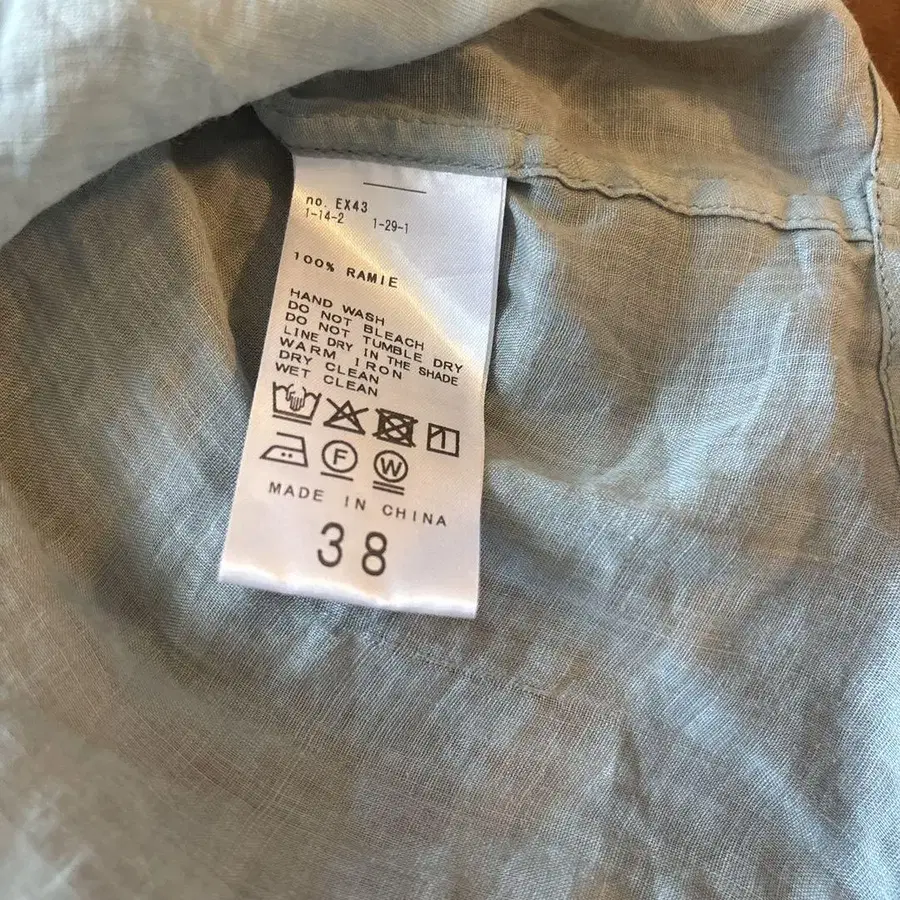 no. EX43
1-14-2 1-29-1
100% RAMIE
HAND WASH
DO NOT BLEACH
DO NOT TUMBLE DRY
LINE DRY IN THE SHADE
WARM IRON
DRY CLEAN
WET CLEAN
F W
MADE IN CHINA
38